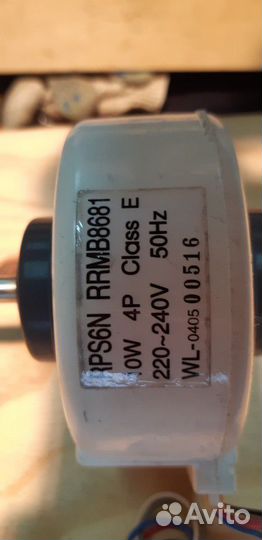 RPS6N RRMB8681
10W 4P Class E
220~240V 50Hz
WL-0405 00516
Avito